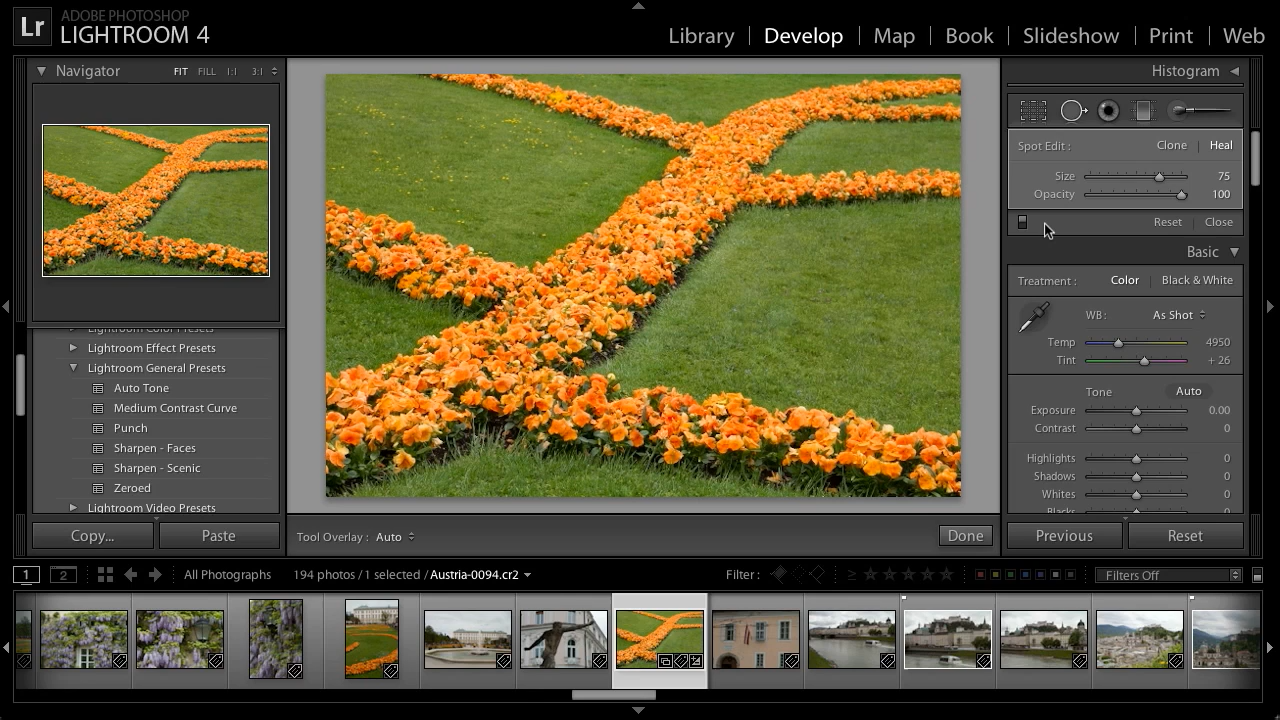 Lr
ADOBE PHOTOSHOP
LIGHTROOM 4
Library | Develop | Map | Book | Slideshow | Print | Web
Navigator FIT FILL 1:1 3:1
Lightroom Color Presets
Lightroom Effect Presets
Lightroom General Presets
Auto Tone
Medium Contrast Curve
Punch
Sharpen - Faces
Sharpen - Scenic
Zeroed
Lightroom Video Presets
Copy... Paste
Tool Overlay : Auto Done
Histogram
Spot Edit : Clone | Heal
Size 75
Opacity 100
Reset | Close
Basic
Treatment : Color | Black & White
WB : As Shot
Temp 4950
Tint + 26
Tone Auto
Exposure 0.00
Contrast 0
Highlights 0
Shadows 0
Whites 0
Blacks
Previous Reset
1 2 All Photographs 194 photos / 1 selected / Austria-0094.cr2 Filter : ≥ Filters Off